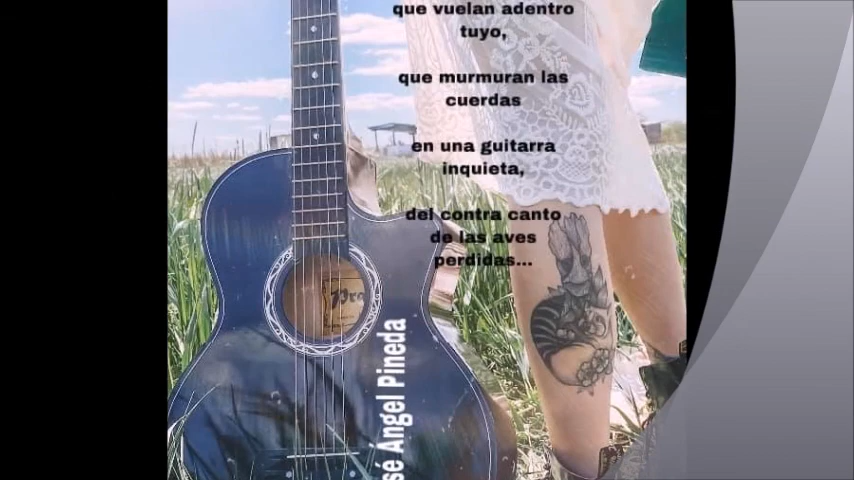 que vuelan adentro
tuyo,
que murmuran las
cuerdas
en una guitarra
inquieta,
del contra canto
de las aves
perdidas...
sé Ángel Pineda